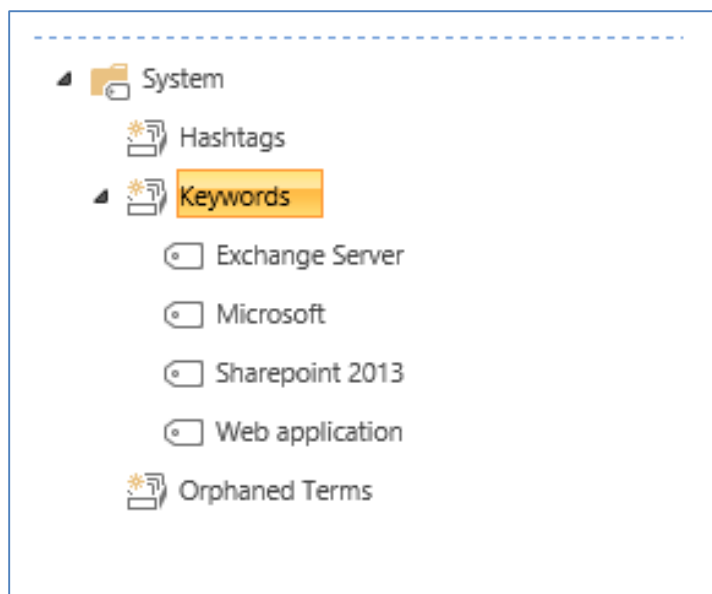 System
Hashtags
Keywords
Exchange Server
Microsoft
Sharepoint 2013
Web application
Orphaned Terms